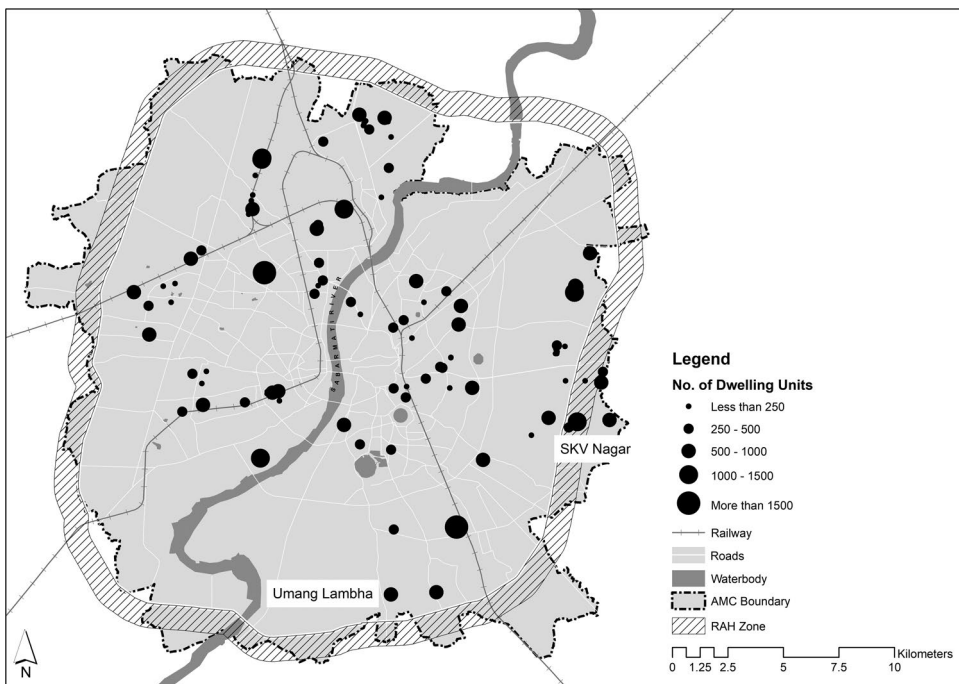 SABARMATI RIVER
SKV Nagar
Umang Lambha
N
Legend
No. of Dwelling Units
Less than 250
250 - 500
500 - 1000
1000 - 1500
More than 1500
Railway
Roads
Waterbody
AMC Boundary
RAH Zone
Kilometers
0 1.25 2.5 5 7.5 10